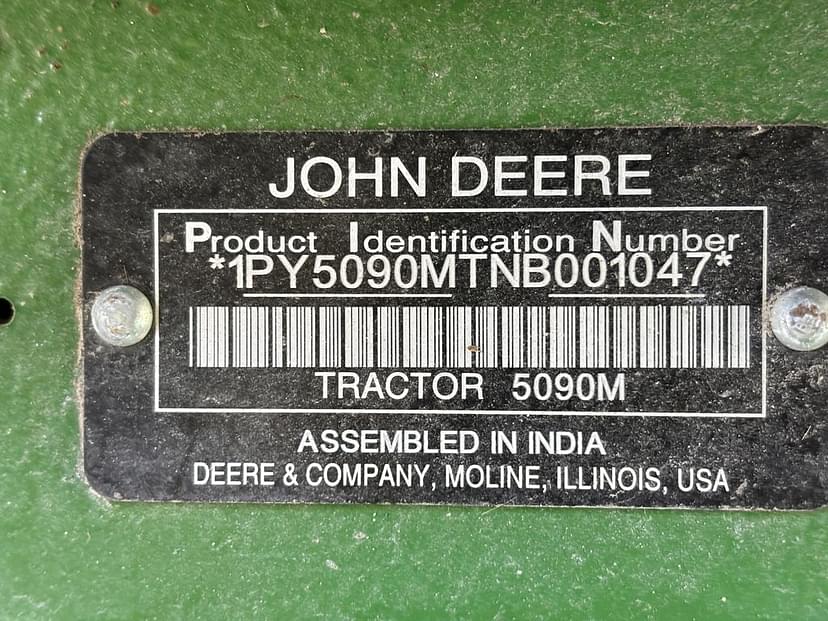 JOHN DEERE
Product Identification Number
*1PY5090MTNB001047*
TRACTOR 5090M
ASSEMBLED IN INDIA
DEERE & COMPANY, MOLINE, ILLINOIS, USA